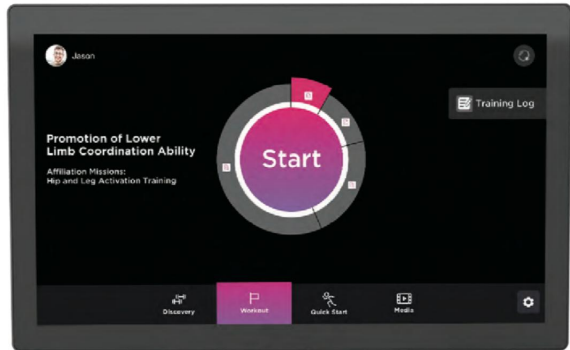 Jason
Training Log
Promotion of Lower
Limb Coordination Ability
Affiliation Missions:
Hip and Leg Activation Training
Start
Discovery
Workout
Quick Start
Media